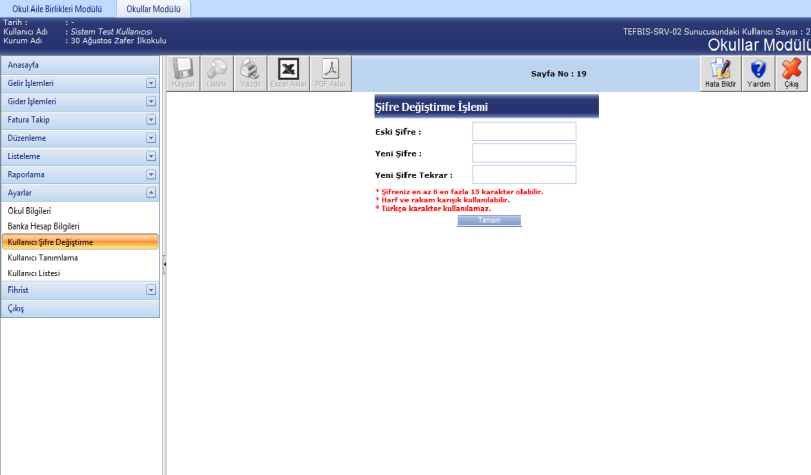 Okul Aile Birlikleri Modülü
Okullar Modülü
Tarih : : -
Kullanıcı Adı : Sistem Test Kullanıcısı
Kurum Adı : 30 Ağustos Zafer İlkokulu
TEFBIS-SRV-02 Sunucusundaki Kullanıcı Sayısı : 2
Okullar Modülü
Anasayfa
Gelir İşlemleri
Gider İşlemleri
Fatura Takip
Düzenleme
Listeleme
Raporlama
Ayarlar
Okul Bilgileri
Banka Hesap Bilgileri
Kullanıcı Şifre Değiştirme
Kullanıcı Tanımlama
Kullanıcı Listesi
Fihrist
Çıkış
Kaydet
Listele
Yazdır
Excel Aktar
PDF Aktar
Sayfa No : 19
Hata Bildir
Yardım
Çıkış
Şifre Değiştirme İşlemi
Eski Şifre :
Yeni Şifre :
Yeni Şifre Tekrar :
* Şifreniz en az 6 en fazla 15 karakter olabilir.
* Harf ve rakam karışık kullanılabilir.
* Türkçe karakter kullanılamaz.
Tamam